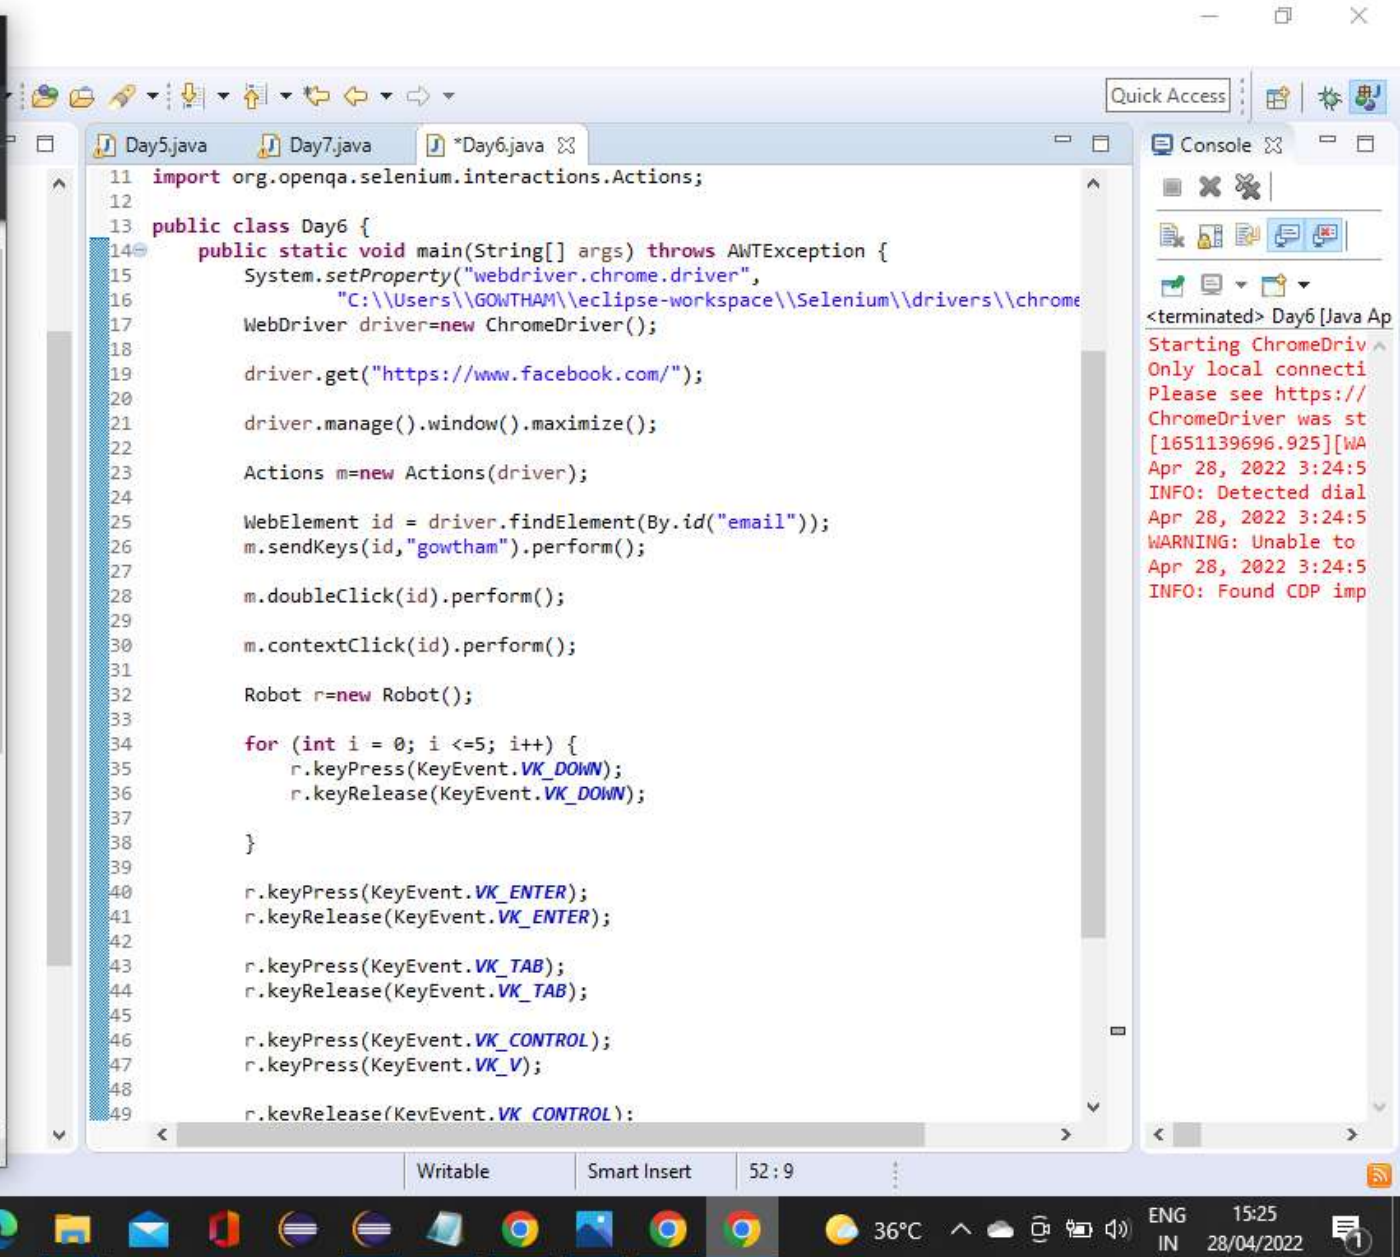 Quick Access
Day5.java
Day7.java
*Day6.java
Console
11 import org.openqa.selenium.interactions.Actions;
12
13 public class Day6 {
14 public static void main(String[] args) throws AWTException {
15 System.setProperty("webdriver.chrome.driver",
16 "C:\\Users\\GOWTHAM\\eclipse-workspace\\Selenium\\drivers\\chrome
17 WebDriver driver=new ChromeDriver();
18
19 driver.get("https://www.facebook.com/");
20
21 driver.manage().window().maximize();
22
23 Actions m=new Actions(driver);
24
25 WebElement id = driver.findElement(By.id("email"));
26 m.sendKeys(id,"gowtham").perform();
27
28 m.doubleClick(id).perform();
29
30 m.contextClick(id).perform();
31
32 Robot r=new Robot();
33
34 for (int i = 0; i <=5; i++) {
35 r.keyPress(KeyEvent.VK_DOWN);
36 r.keyRelease(KeyEvent.VK_DOWN);
37
38 }
39
40 r.keyPress(KeyEvent.VK_ENTER);
41 r.keyRelease(KeyEvent.VK_ENTER);
42
43 r.keyPress(KeyEvent.VK_TAB);
44 r.keyRelease(KeyEvent.VK_TAB);
45
46 r.keyPress(KeyEvent.VK_CONTROL);
47 r.keyPress(KeyEvent.VK_V);
48
49 r.keyRelease(KeyEvent.VK_CONTROL);
<terminated> Day6 [Java Ap
Starting ChromeDriv
Only local connecti
Please see https://
ChromeDriver was st
[1651139696.925][WA
Apr 28, 2022 3:24:5
INFO: Detected dial
Apr 28, 2022 3:24:5
WARNING: Unable to
Apr 28, 2022 3:24:5
INFO: Found CDP imp
Writable
Smart Insert
52 : 9
36°C
ENG
IN
15:25
28/04/2022
1